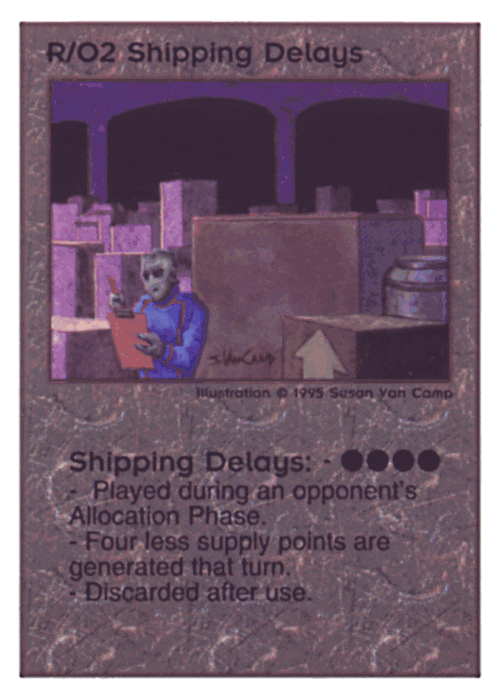 R/O2 Shipping Delays
S. VanCamp
Illustration © 1995 Susan Van Camp
Shipping Delays: - ●●●●
- Played during an opponent's
Allocation Phase.
- Four less supply points are
generated that turn.
- Discarded after use.